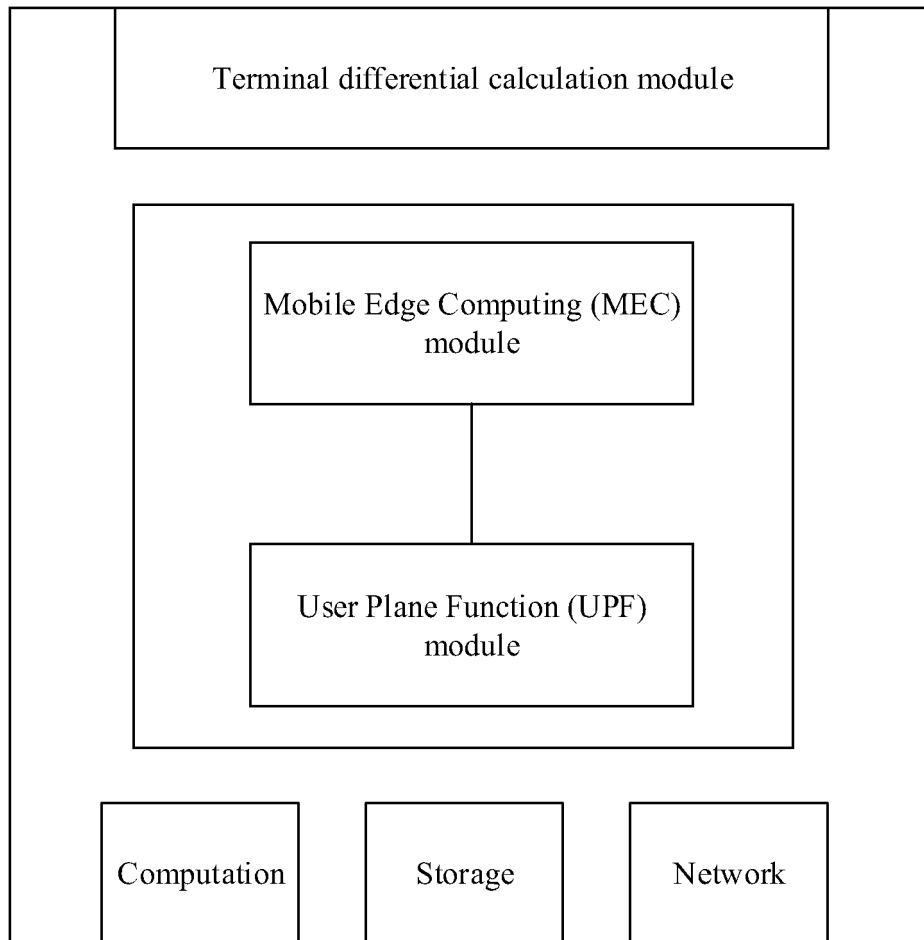 Terminal differential calculation module
Mobile Edge Computing (MEC)
module
User Plane Function (UPF)
module
Computation
Storage
Network